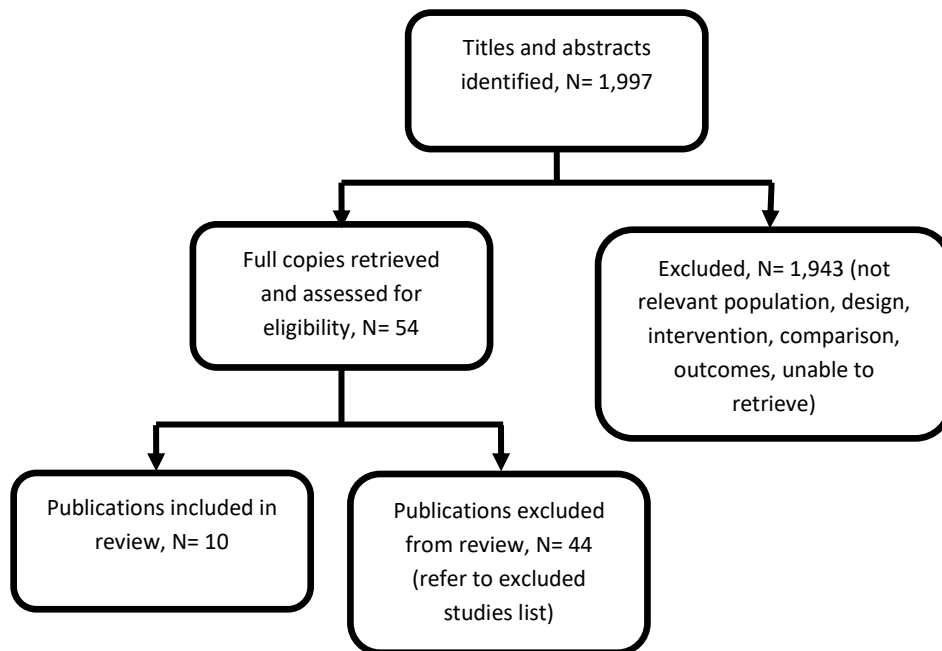 Titles and abstracts
identified, N= 1,997
Full copies retrieved
and assessed for
eligibility, N= 54
Excluded, N= 1,943 (not
relevant population, design,
intervention, comparison,
outcomes, unable to
retrieve)
Publications included in
review, N= 10
Publications excluded
from review, N= 44
(refer to excluded
studies list)